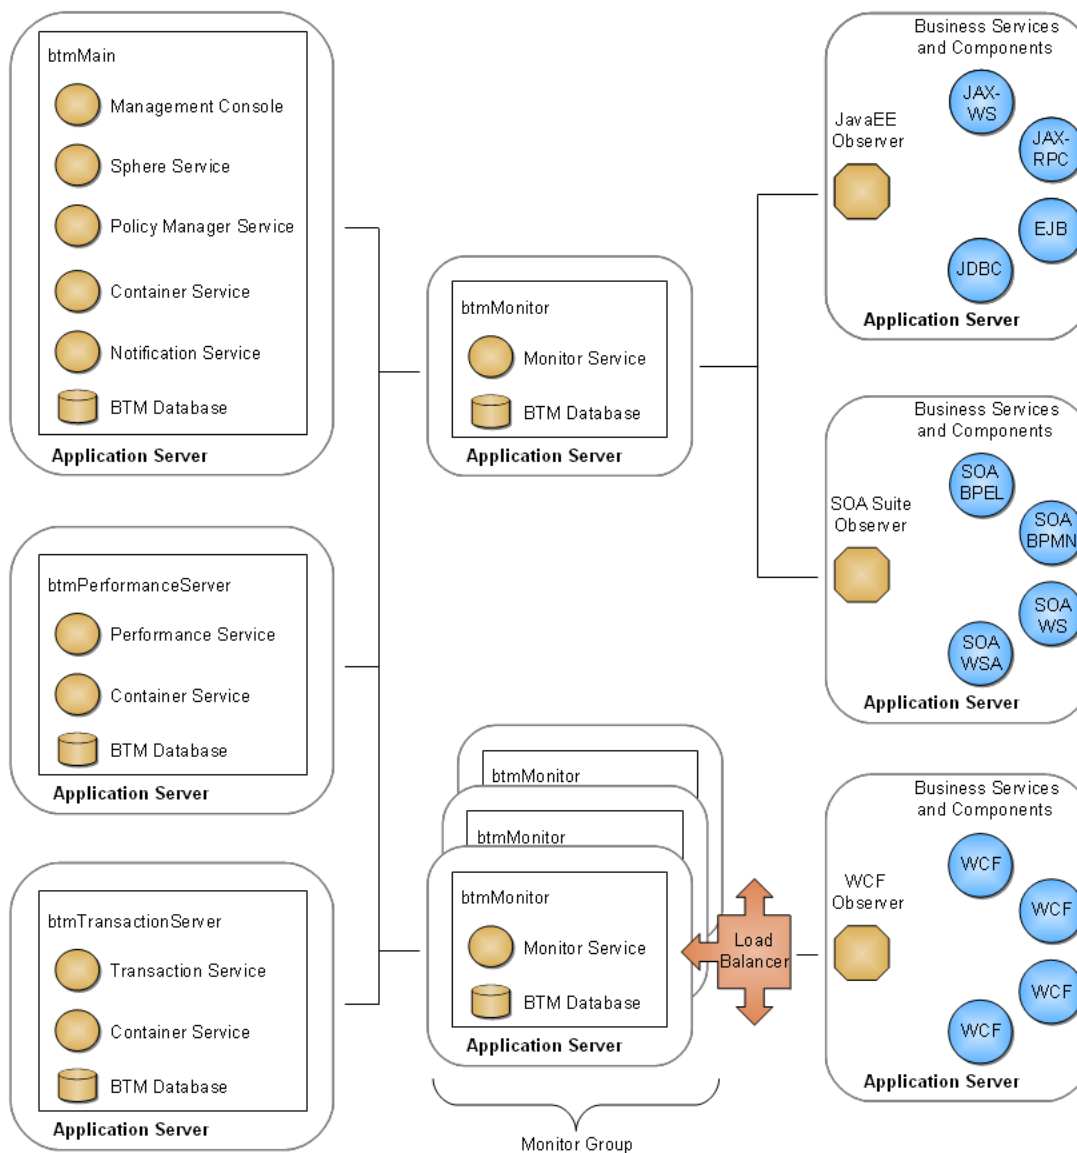 btmMain
Management Console
Sphere Service
Policy Manager Service
Container Service
Notification Service
BTM Database
Application Server
btmPerformanceServer
Performance Service
Container Service
BTM Database
Application Server
btmTransactionServer
Transaction Service
Container Service
BTM Database
Application Server
btmMonitor
Monitor Service
BTM Database
Application Server
btmMonitor
btmMonitor
btmMonitor
Monitor Service
BTM Database
Application Server
Monitor Group
Load
Balancer
Business Services
and Components
JavaEE
Observer
JAX-
WS
JAX-
RPC
EJB
JDBC
Application Server
Business Services
and Components
SOA Suite
Observer
SOA
BPEL
SOA
BPMN
SOA
WS
SOA
WSA
Application Server
Business Services
and Components
WCF
Observer
WCF
WCF
WCF
WCF
Application Server